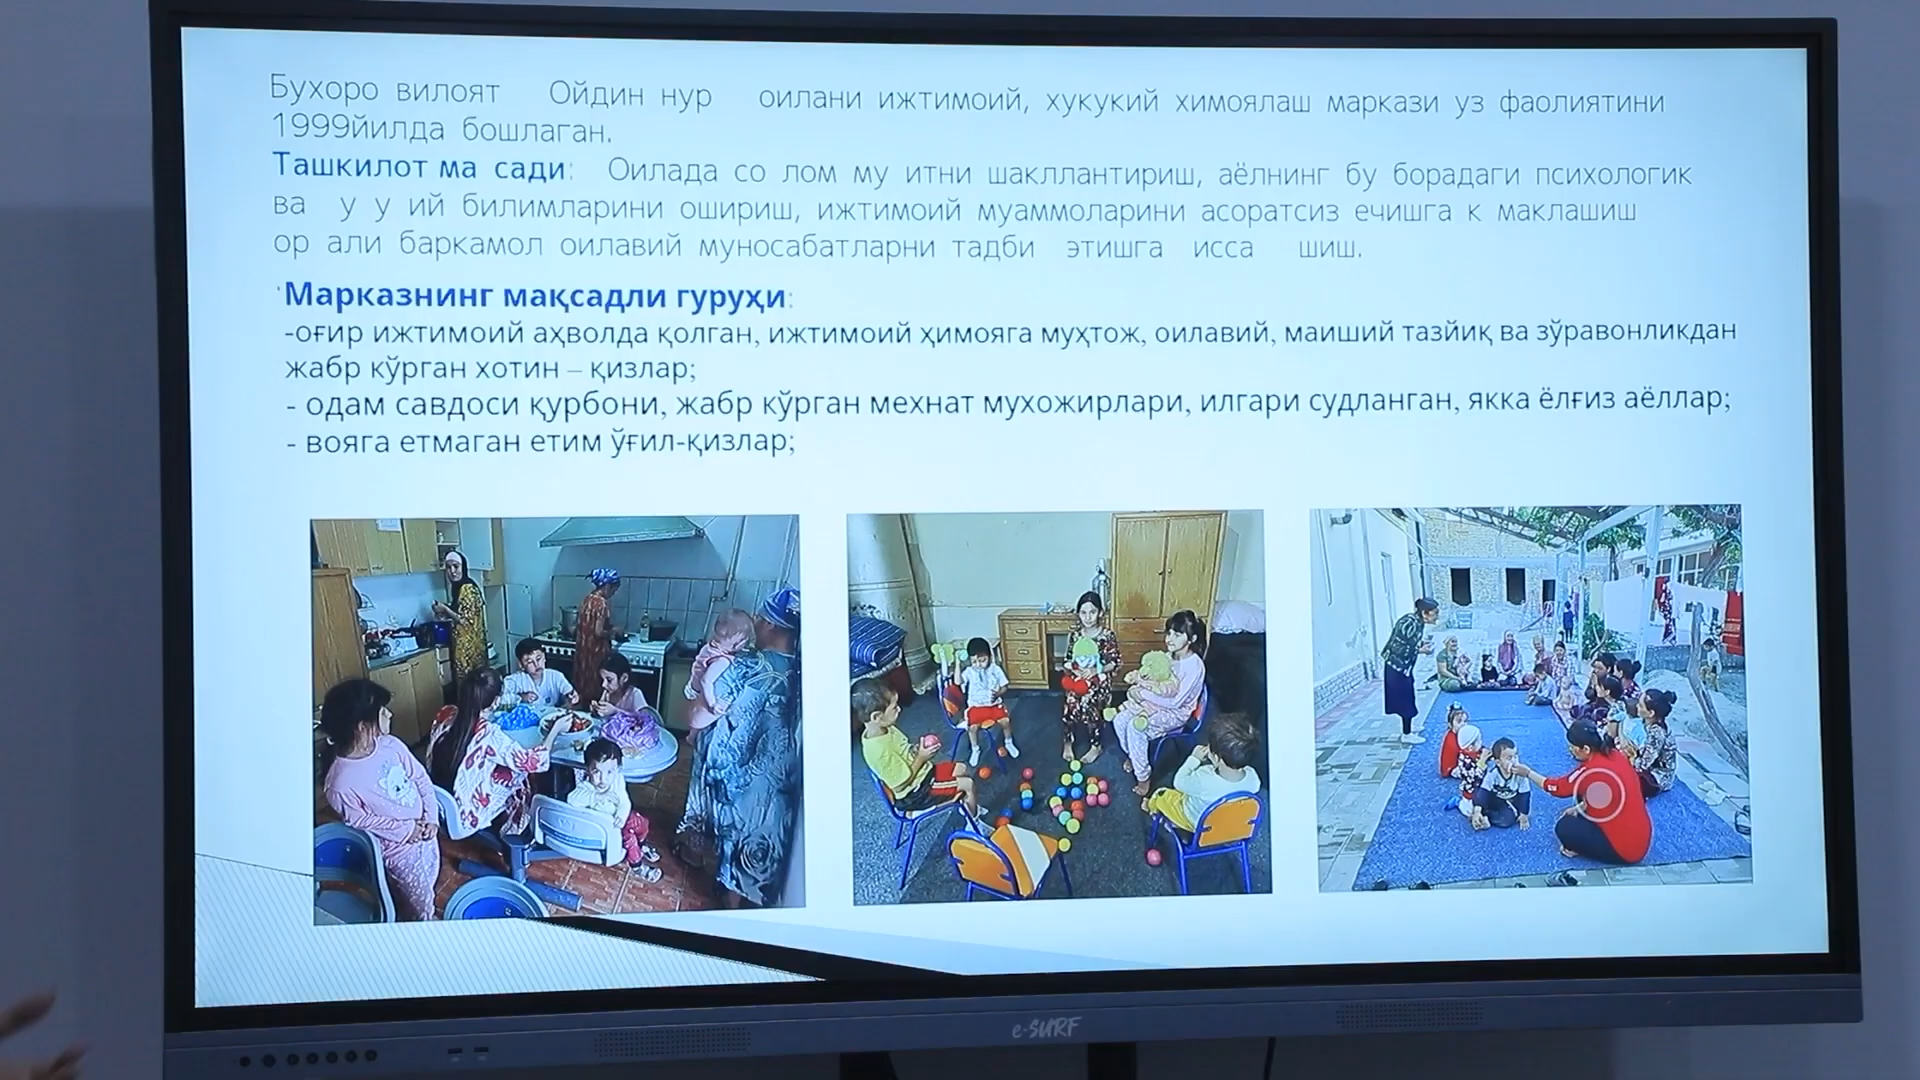 Бухоро вилоят Ойдин нур оилани ижтимоий, хукукий химоялаш маркази уз фаолиятини
1999йилда бошлаган.
Ташкилот ма сади: Оилада со лом му итни шакллантириш, аёлнинг бу борадаги психологик
ва у у ий билимларини ошириш, ижтимоий муаммоларини асоратсиз ечишга к маклашиш
ор али баркамол оилавий муносабатларни тадби этишга исса шиш.
Марказнинг мақсадли гуруҳи:
-оғир ижтимоий аҳволда қолган, ижтимоий ҳимояга муҳтож, оилавий, маиший тазйиқ ва зўравонликдан
жабр кўрган хотин – қизлар;
- одам савдоси қурбони, жабр кўрган мехнат мухожирлари, илгари судланган, якка ёлғиз аёллар;
- вояга етмаган етим ўғил-қизлар;
e-SURF